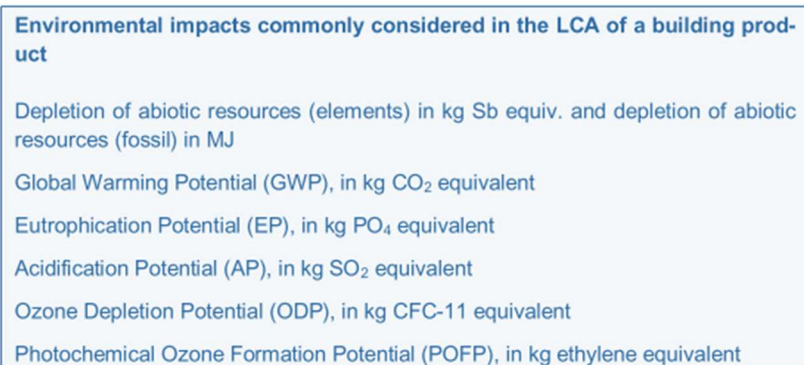 Environmental impacts commonly considered in the LCA of a building prod-
uct
Depletion of abiotic resources (elements) in kg Sb equiv. and depletion of abiotic
resources (fossil) in MJ
Global Warming Potential (GWP), in kg CO₂ equivalent
Eutrophication Potential (EP), in kg PO₄ equivalent
Acidification Potential (AP), in kg SO₂ equivalent
Ozone Depletion Potential (ODP), in kg CFC-11 equivalent
Photochemical Ozone Formation Potential (POFP), in kg ethylene equivalent